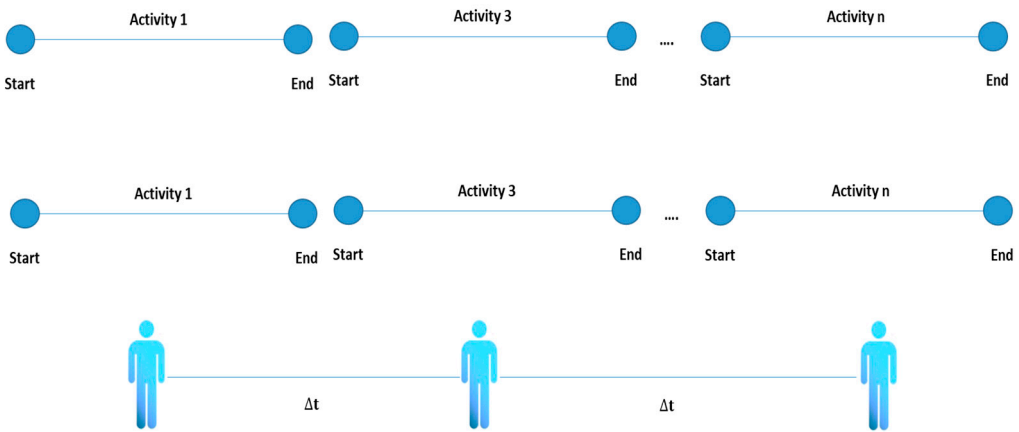 Activity 1 Activity 3 Activity n
....
Start End Start End Start End
Activity 1 Activity 3 Activity n
....
Start End Start End Start End
Δt Δt